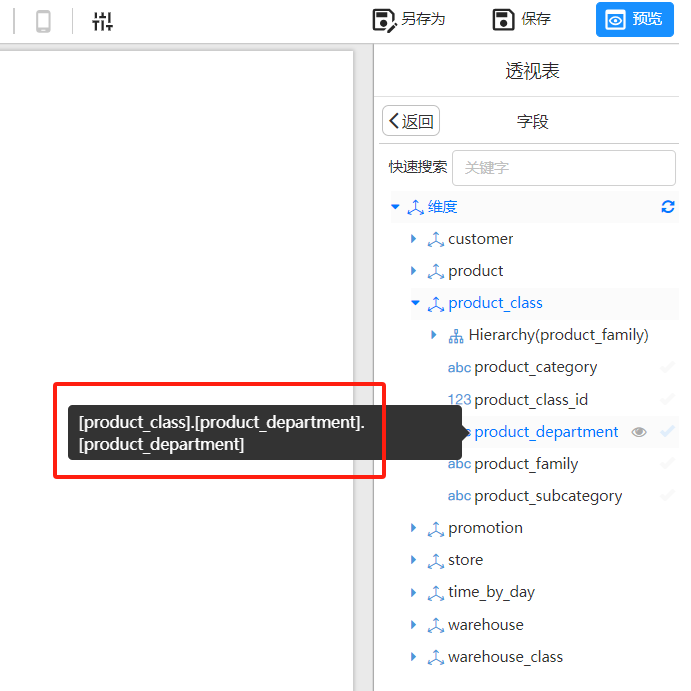 另存为
保存
预览
透视表
返回
字段
快速搜索
关键字
维度
customer
product
product_class
Hierarchy(product_family)
abc product_category
123 product_class_id
[product_class].[product_department].
[product_department]
product_department
abc product_family
abc product_subcategory
promotion
store
time_by_day
warehouse
warehouse_class